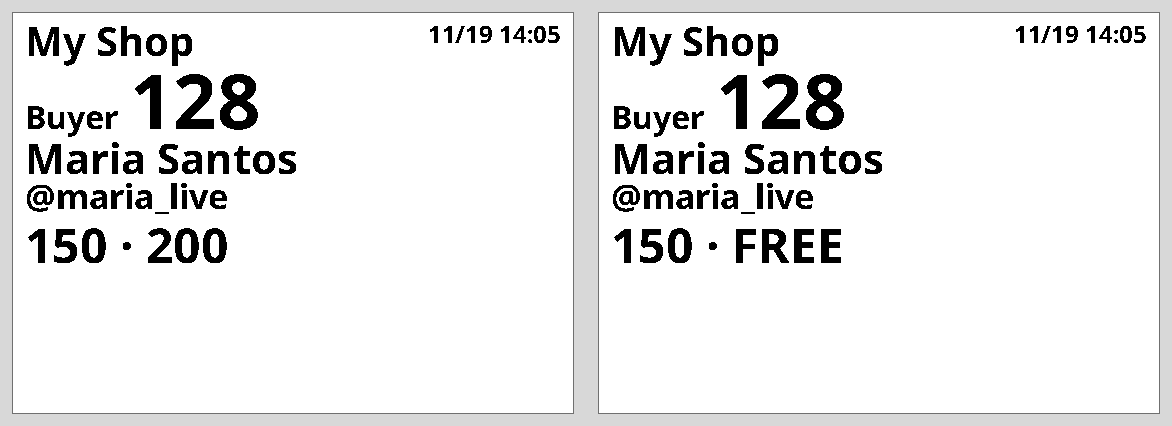 My Shop 11/19 14:05
Buyer 128
Maria Santos
@maria_live
150 · 200
My Shop 11/19 14:05
Buyer 128
Maria Santos
@maria_live
150 · FREE